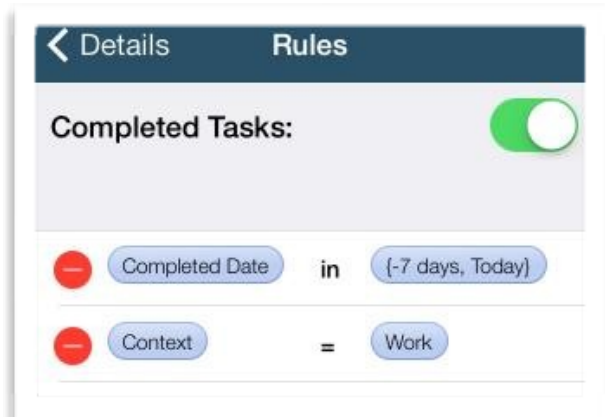 Details Rules
Completed Tasks:
Completed Date in {-7 days, Today}
Context = Work